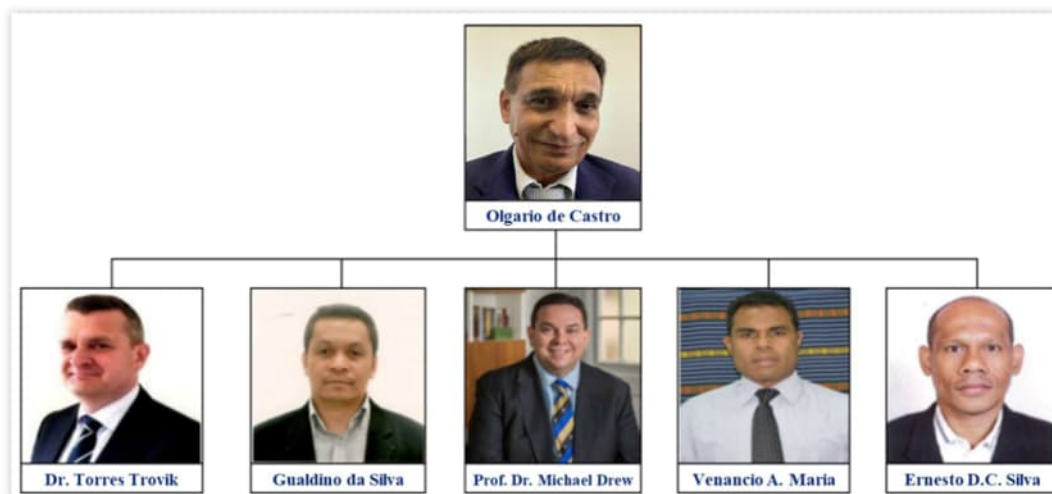 Olgario de Castro
Dr. Torres Trovik
Gualdino da Silva
Prof. Dr. Michael Drew
Venancio A. Maria
Ernesto D.C. Silva